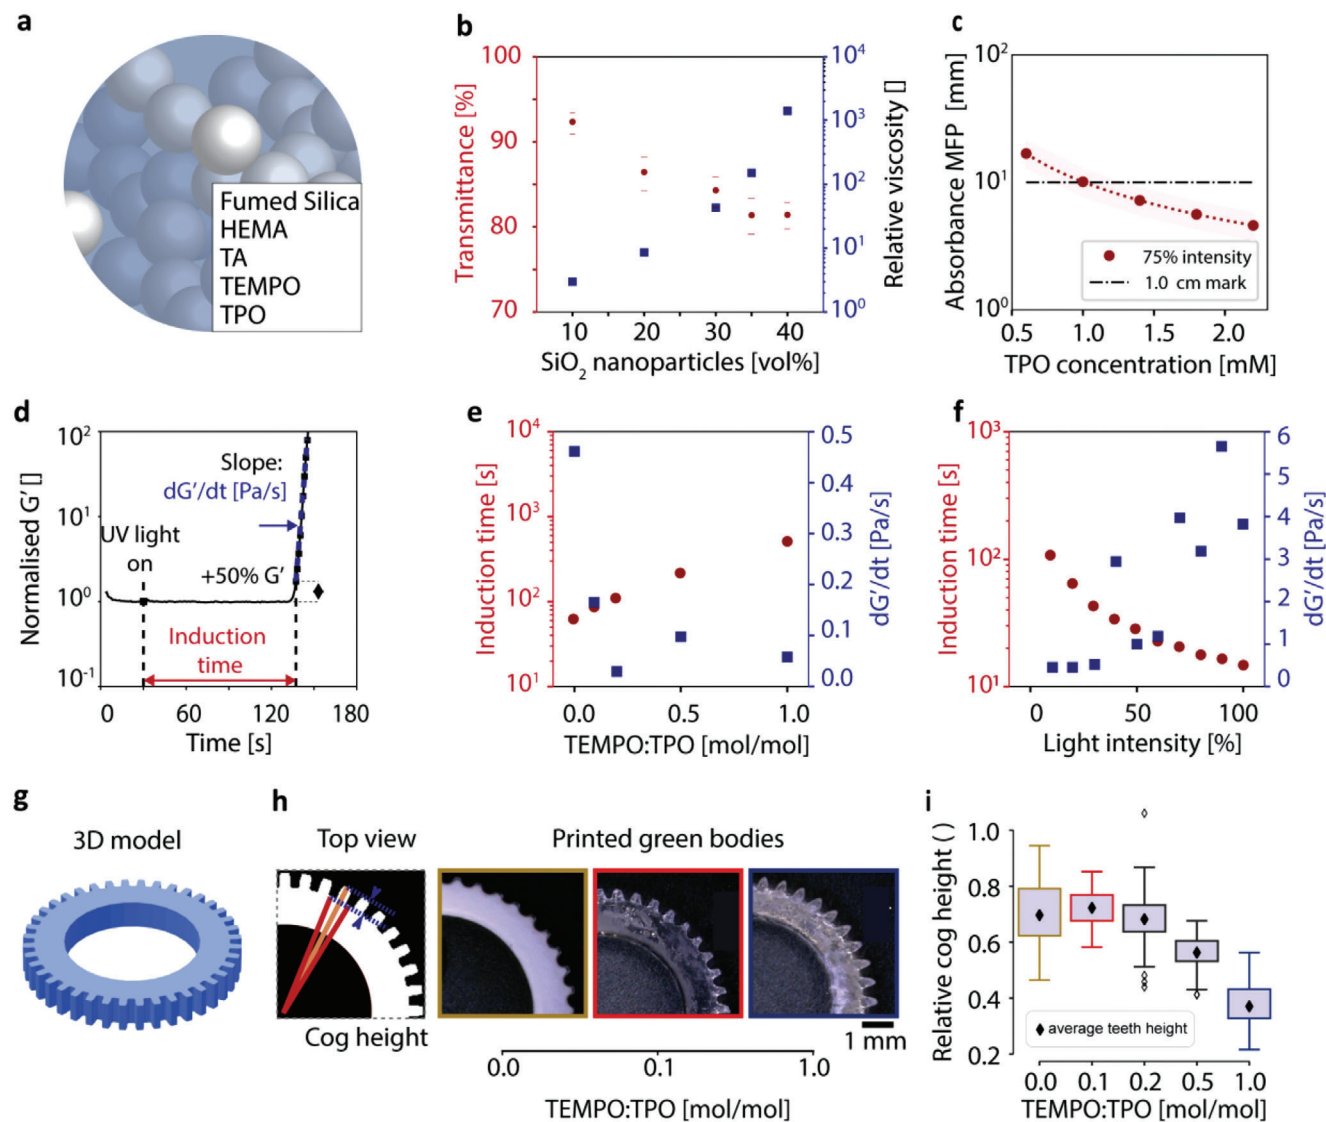 a
Fumed Silica
HEMA
TA
TEMPO
TPO
b
Transmittance [%]
100
90
80
70
10 20 30 40
SiO2 nanoparticles [vol%]
10^4
10^3
10^2
10^1
10^0
Relative viscosity []
c
Absorbance MFP [mm]
10^2
10^1
10^0
75% intensity
1.0 cm mark
0.5 1.0 1.5 2.0
TPO concentration [mM]
d
Normalised G’ []
10^2
10^1
10^0
10^-1
Slope:
dG’/dt [Pa/s]
UV light
on
+50% G’
Induction
time
0 60 120 180
Time [s]
e
Induction time [s]
10^4
10^3
10^2
10^1
0.0 0.5 1.0
TEMPO:TPO [mol/mol]
0.5
0.4
0.3
0.2
0.1
0.0
dG’/dt [Pa/s]
f
Induction time [s]
10^3
10^2
10^1
0 50 100
Light intensity [%]
6
5
4
3
2
1
0
dG’/dt [Pa/s]
g
3D model
h
Top view
Printed green bodies
Cog height
1 mm
0.0 0.1 1.0
TEMPO:TPO [mol/mol]
i
Relative cog height ( )
1.0
0.8
0.6
0.4
0.2
average teeth height
0.0 0.1 0.2 0.5 1.0
TEMPO:TPO [mol/mol]